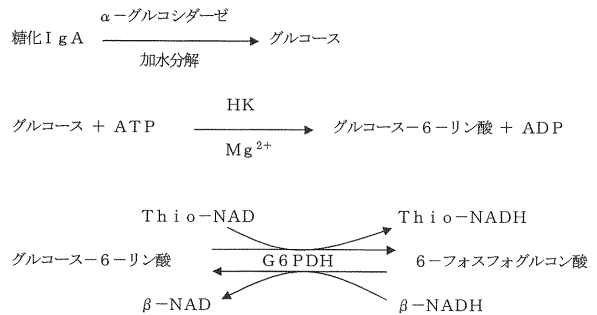 α－グルコシダーゼ
糖化ＩｇＡ グルコース
加水分解
HK
グルコース ＋ ＡＴＰ グルコース－６－リン酸 ＋ ＡＤＰ
Ｍｇ²⁺
Ｔｈｉｏ－NAD Ｔｈｉｏ－NADH
グルコース－６－リン酸 Ｇ６ＰＤＨ ６－フォスフォグルコン酸
β－NAD β－NADH